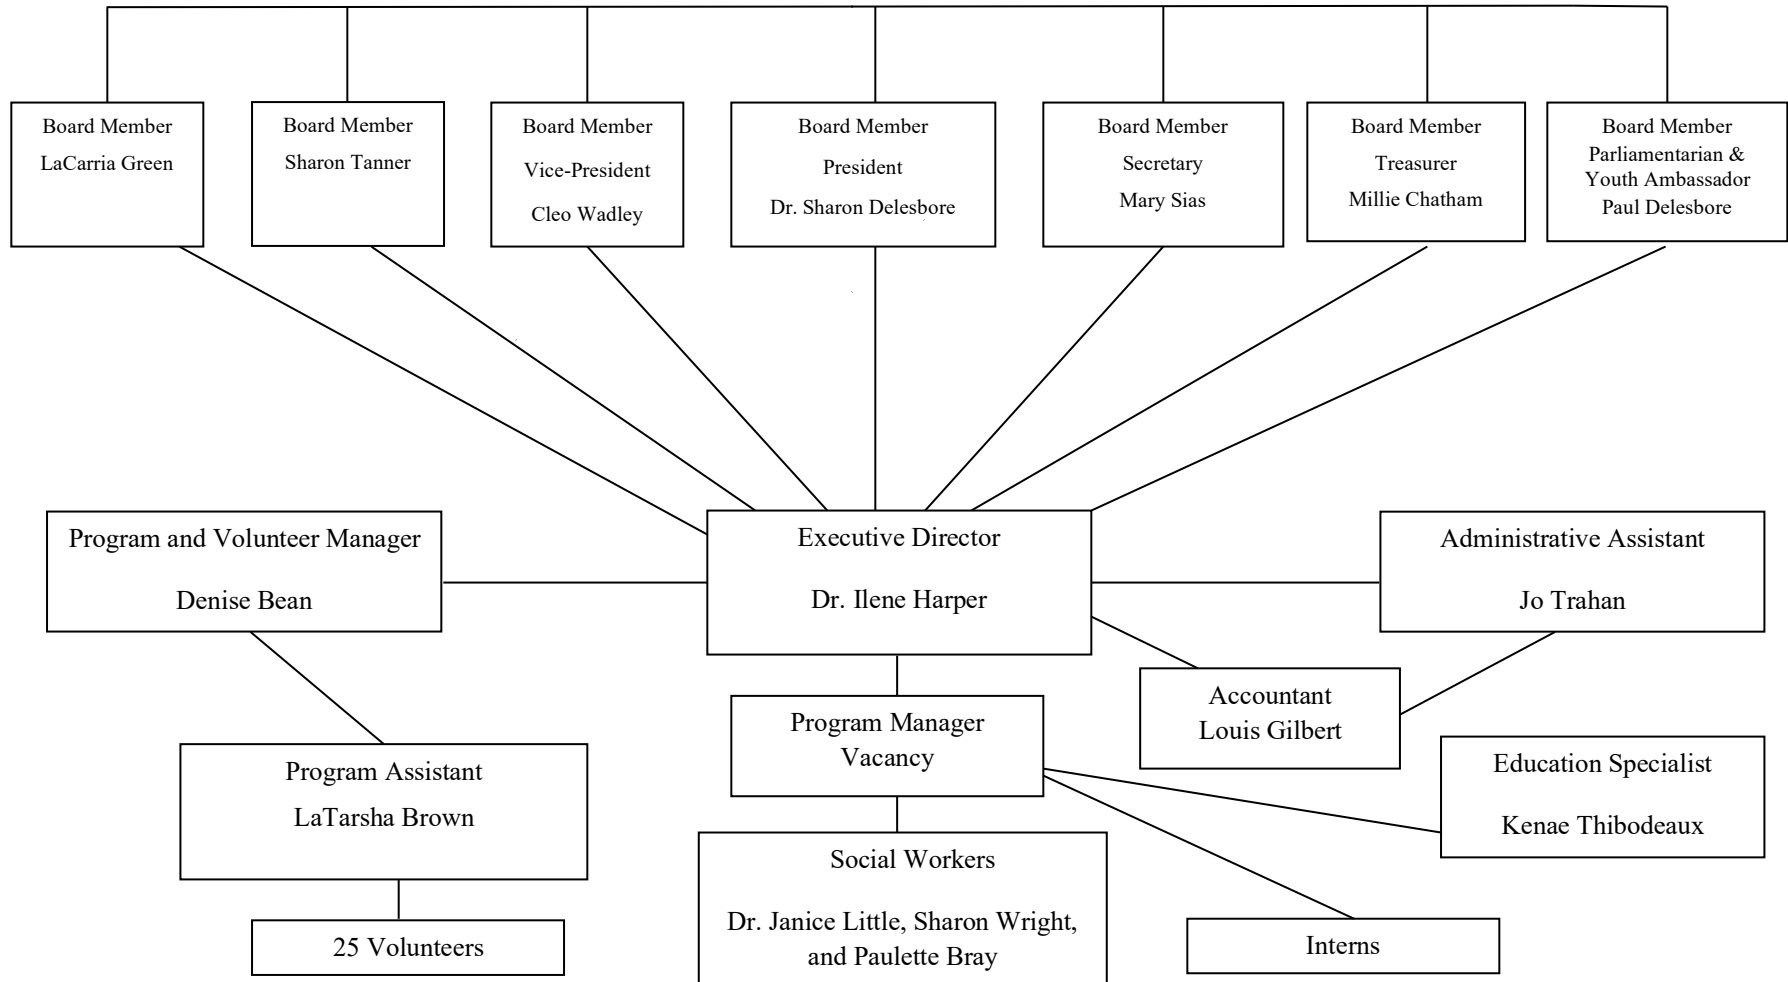 Board Member
LaCarria Green
Board Member
Sharon Tanner
Board Member
Vice-President
Cleo Wadley
Board Member
President
Dr. Sharon Delesbore
Board Member
Secretary
Mary Sias
Board Member
Treasurer
Millie Chatham
Board Member
Parliamentarian &
Youth Ambassador
Paul Delesbore
Program and Volunteer Manager
Denise Bean
Executive Director
Dr. Ilene Harper
Administrative Assistant
Jo Trahan
Accountant
Louis Gilbert
Program Manager
Vacancy
Education Specialist
Kenae Thibodeaux
Program Assistant
LaTarsha Brown
Social Workers
Dr. Janice Little, Sharon Wright,
and Paulette Bray
25 Volunteers
Interns